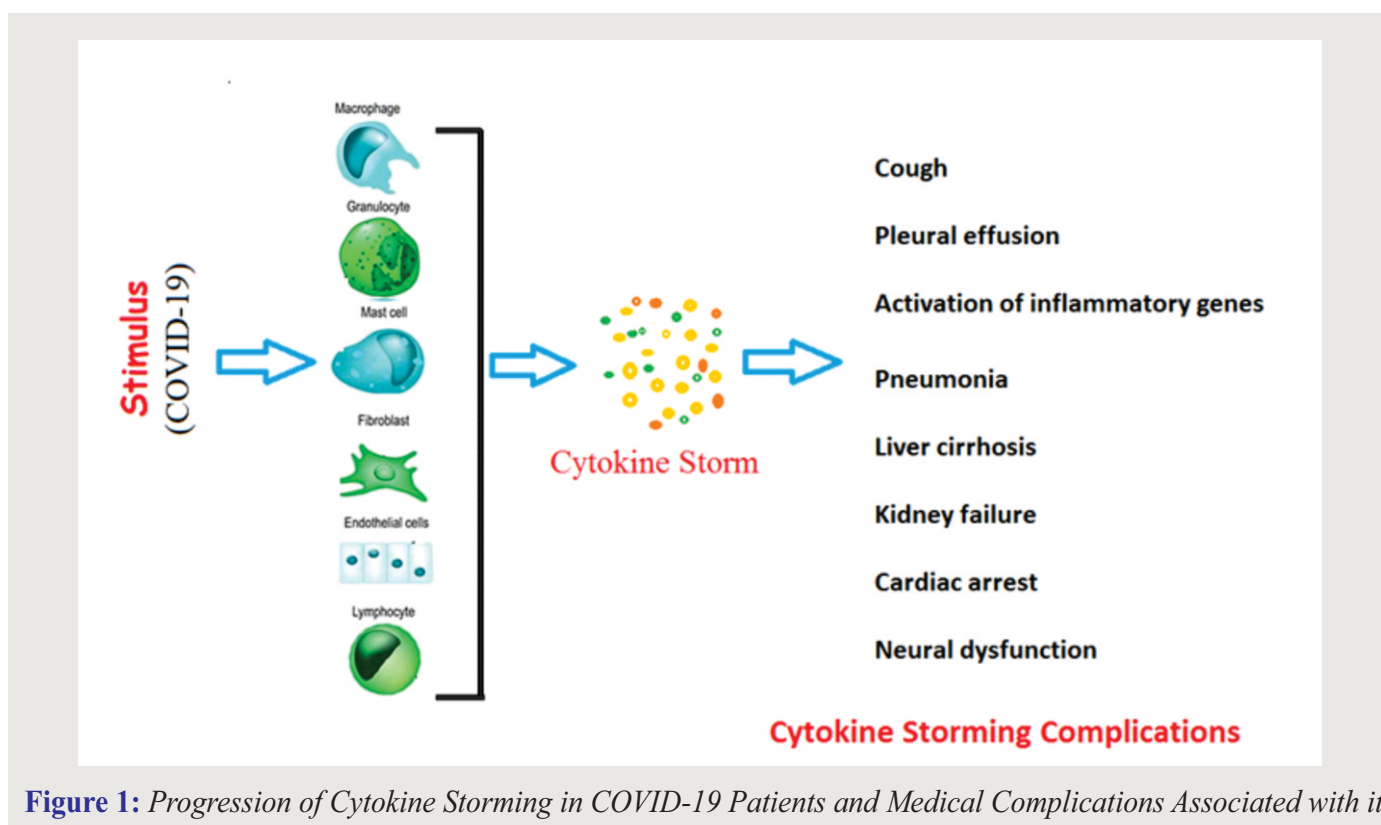 Stimulus
(COVID-19)
Macrophage
Granulocyte
Mast cell
Fibroblast
Endothelial cells
Lymphocyte
Cytokine Storm
Cough
Pleural effusion
Activation of inflammatory genes
Pneumonia
Liver cirrhosis
Kidney failure
Cardiac arrest
Neural dysfunction
Cytokine Storming Complications
Figure 1: Progression of Cytokine Storming in COVID-19 Patients and Medical Complications Associated with it